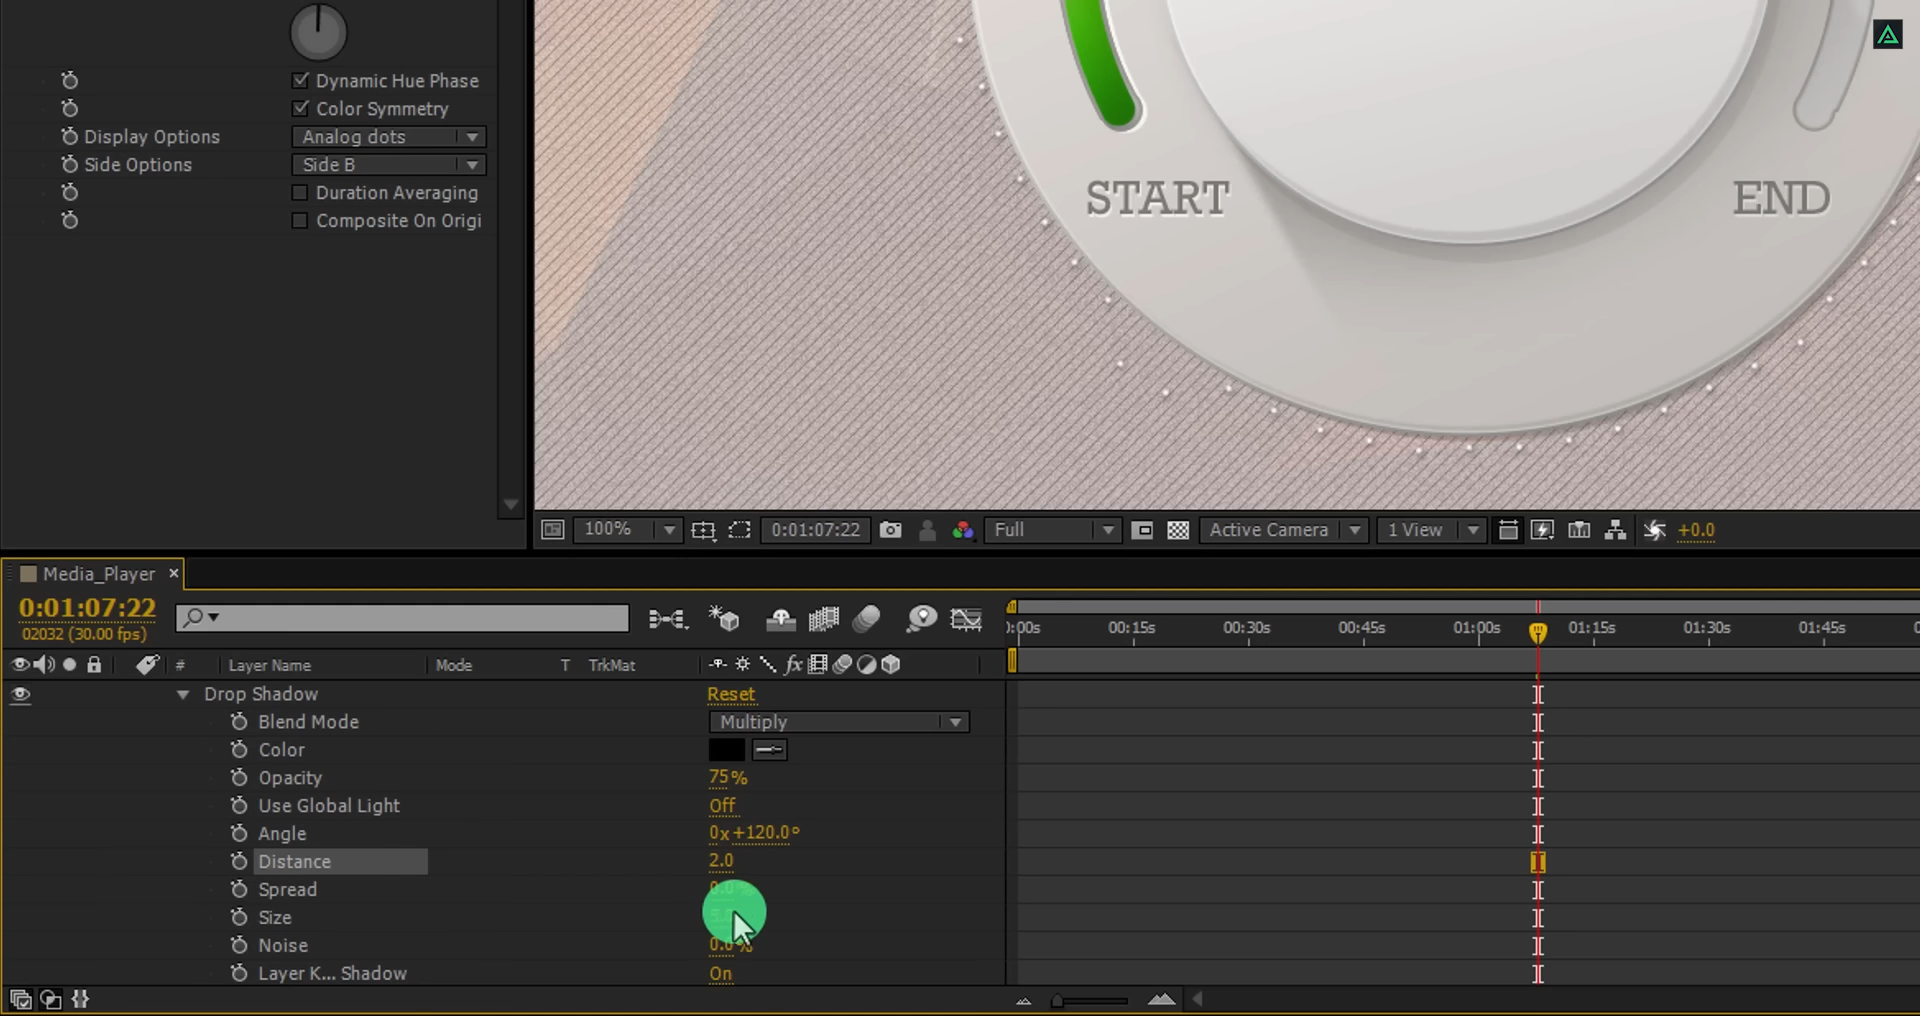 Dynamic Hue Phase
Color Symmetry
Display Options Analog dots
Side Options Side B
Duration Averaging
Composite On Origi
START
END
100% 0:01:07:22 Full Active Camera 1 View +0.0
Media_Player ×
0:01:07:22
02032 (30.00 fps)
:00s 00:15s 00:30s 00:45s 01:00s 01:15s 01:30s 01:45s
# Layer Name Mode T TrkMat fx
Drop Shadow Reset
Blend Mode Multiply
Color
Opacity 75%
Use Global Light Off
Angle 0x+120.0°
Distance 2.0
Spread
Size
Noise 0.0 %
Layer K... Shadow On